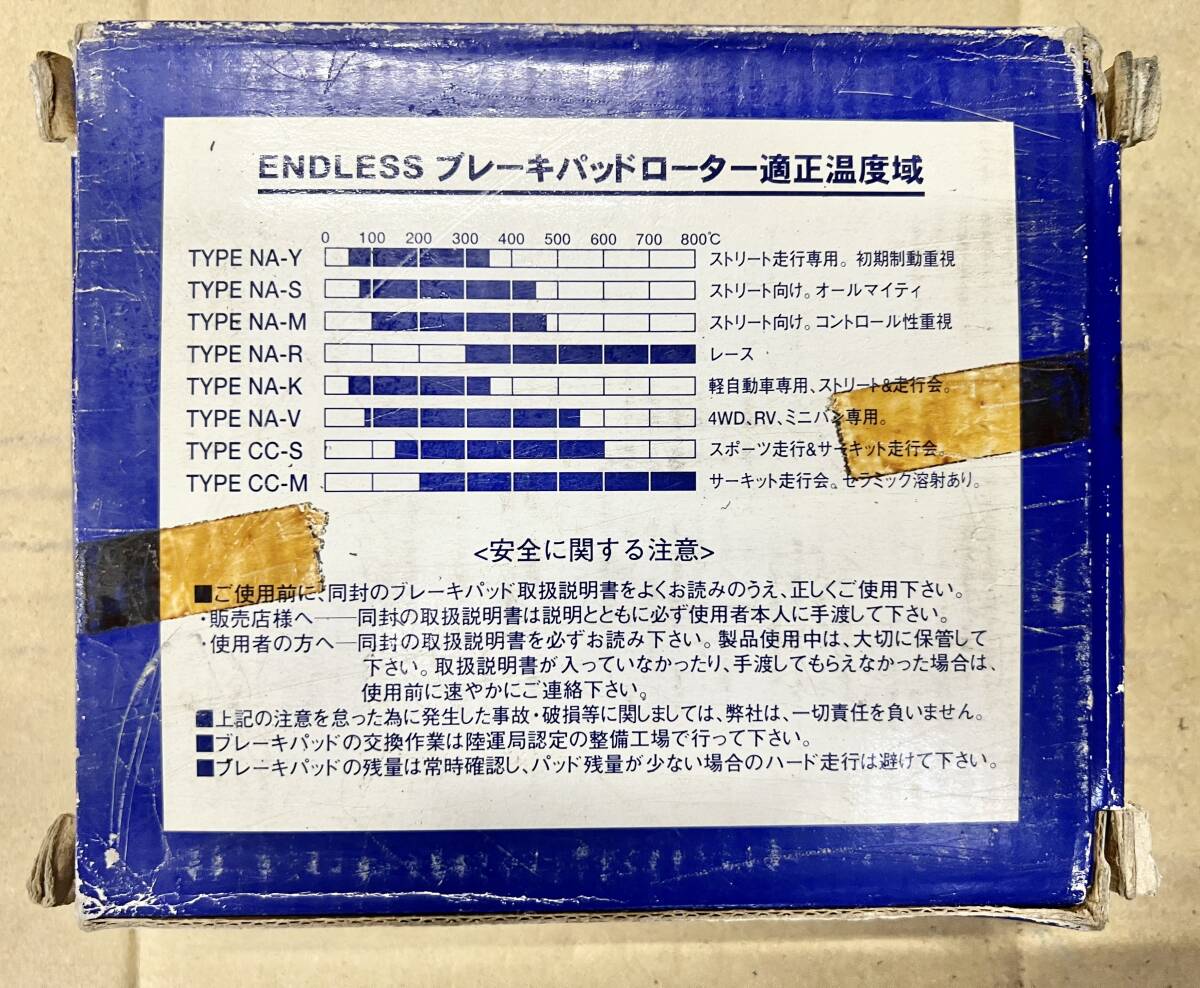 ENDLESS ブレーキパッドローター適正温度域
0 100 200 300 400 500 600 700 800℃
TYPE NA-Y ストリート走行専用。初期制動重視
TYPE NA-S ストリート向け。オールマイティ
TYPE NA-M ストリート向け。コントロール性重視
TYPE NA-R レース
TYPE NA-K 軽自動車専用、ストリート&走行会。
TYPE NA-V 4WD、RV、ミニバン専用。
TYPE CC-S スポーツ走行&サーキット走行会。
TYPE CC-M サーキット走行会。セラミック溶射あり。
<安全に関する注意>
■ご使用前に、同封のブレーキパッド取扱説明書をよくお読みのうえ、正しくご使用下さい。
・販売店様へ―同封の取扱説明書は説明とともに必ず使用者本人に手渡して下さい。
・使用者の方へ―同封の取扱説明書を必ずお読み下さい。製品使用中は、大切に保管して
下さい。取扱説明書が入っていなかったり、手渡してもらえなかった場合は、
使用前に速やかにご連絡下さい。
■上記の注意を怠った為に発生した事故・破損等に関しましては、弊社は、一切責任を負いません。
■ブレーキパッドの交換作業は陸運局認定の整備工場で行って下さい。
■ブレーキパッドの残量は常時確認し、パッド残量が少ない場合のハード走行は避けて下さい。